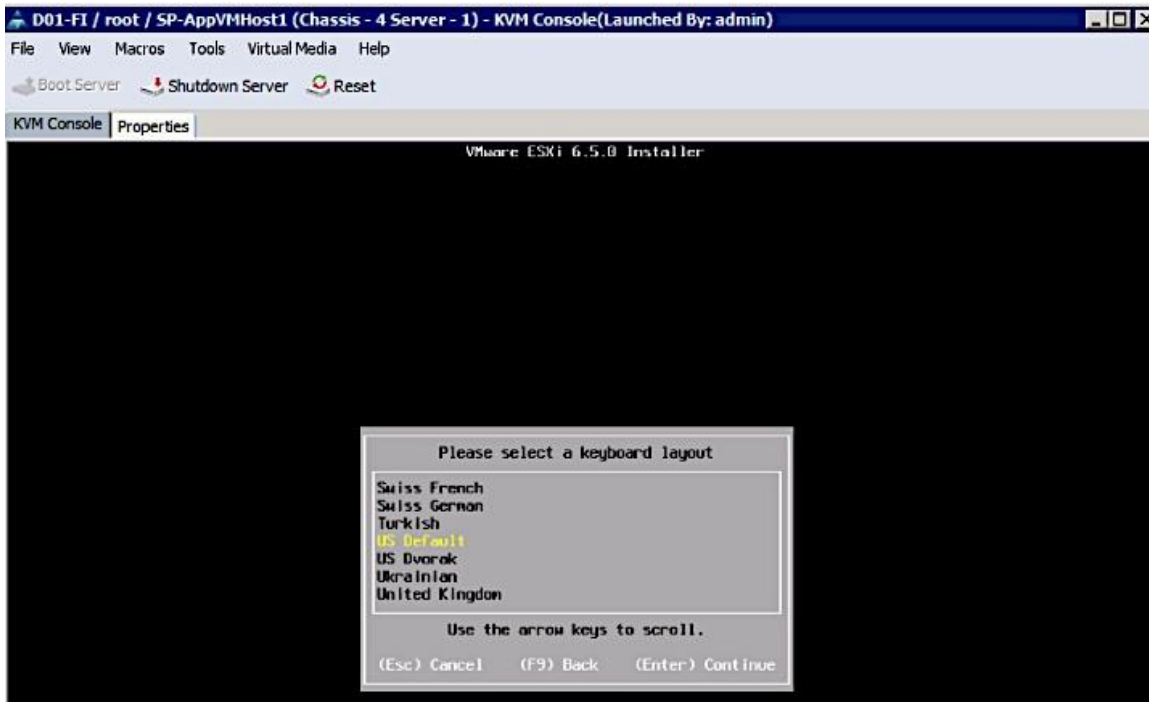 D01-FI / root / SP-AppVMHost1 (Chassis - 4 Server - 1) - KVM Console(Launched By: admin)
File View Macros Tools Virtual Media Help
Boot Server Shutdown Server Reset
KVM Console Properties
VMware ESXi 6.5.0 Installer
Please select a keyboard layout
Swiss French
Swiss German
Turkish
US Default
US Dvorak
Ukrainian
United Kingdom
Use the arrow keys to scroll.
(Esc) Cancel (F9) Back (Enter) Continue